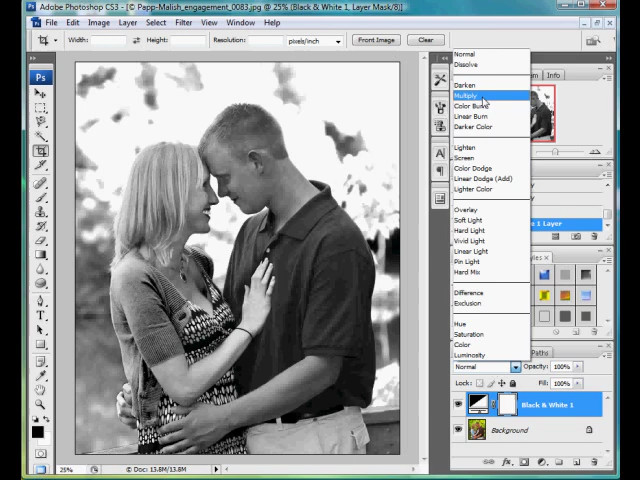 Adobe Photoshop CS3 - [© Papp-Malish_engagement_0083.jpg @ 25% (Black & White 1, Layer Mask/8)]
File Edit Image Layer Select Filter View Window Help
Width: Height: Resolution: pixels/inch Front Image Clear
Ps
Normal
Dissolve
Darken
Multiply
Color Burn
Linear Burn
Darker Color
Lighten
Screen
Color Dodge
Linear Dodge (Add)
Lighter Color
Overlay
Soft Light
Hard Light
Vivid Light
Linear Light
Pin Light
Hard Mix
Difference
Exclusion
Hue
Saturation
Color
Luminosity
Info
1 Layer
Paths
Normal Opacity: 100%
Lock: Fill: 100%
Black & White 1
Background
25% Doc: 13.8M/13.8M